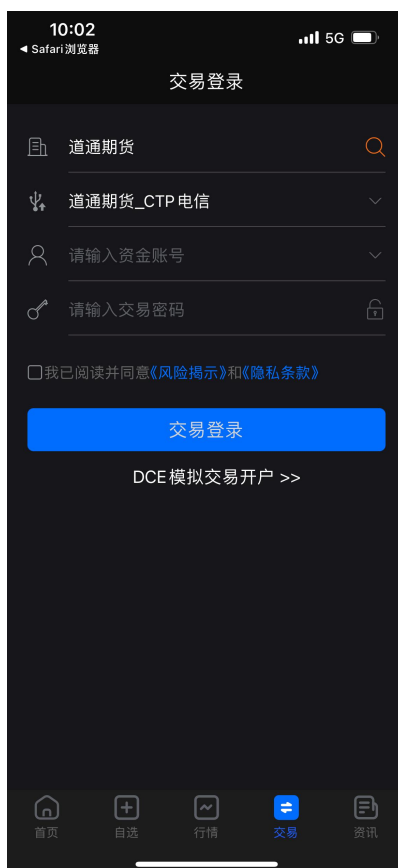 10:02
5G
◀ Safari浏览器
交易登录
道通期货
道通期货_CTP电信
请输入资金账号
请输入交易密码
我已阅读并同意《风险揭示》和《隐私条款》
交易登录
DCE模拟交易开户 >>
首页 自选 行情 交易 资讯